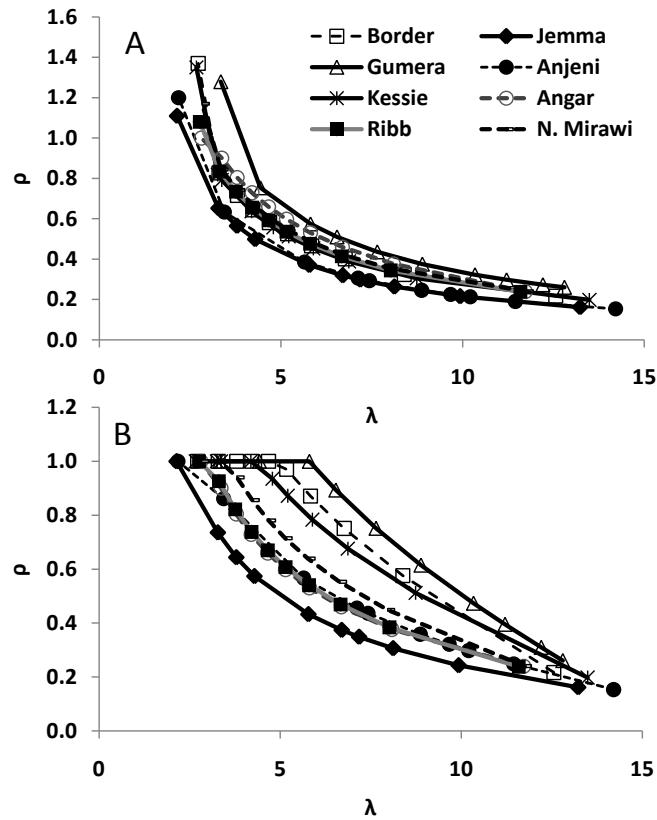 A
Border
Jemma
Gumera
Anjeni
Kessie
Angar
Ribb
N. Mirawi
ρ
1.6
1.4
1.2
1.0
0.8
0.6
0.4
0.2
0.0
0 5 10 15
λ
B
ρ
1.2
1.0
0.8
0.6
0.4
0.2
0.0
0 5 10 15
λ